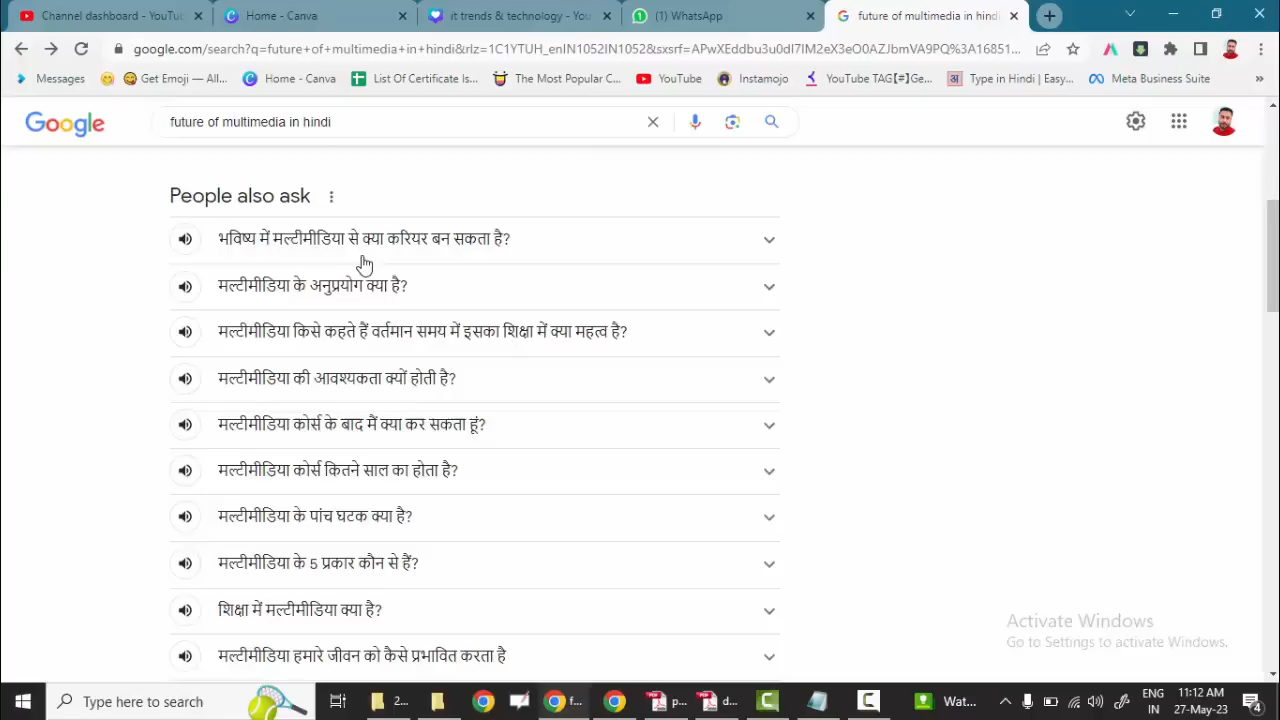 Channel dashboard - YouTu
Home - Canva
it trends & technology - You
(1) WhatsApp
future of multimedia in hindi
google.com/search?q=future+of+multimedia+in+hindi&rlz=1C1YTUH_enIN1052IN1052&sxsrf=APwXEddbu3u0dI7IM2eX3eO0AZJbmVA9PQ%3A16851...
Messages
Get Emoji — All...
Home - Canva
List Of Certificate Is...
The Most Popular C...
YouTube
Instamojo
YouTube TAG【#】Ge...
Type in Hindi | Easy...
Meta Business Suite
»
Google
future of multimedia in hindi
People also ask
भविष्य में मल्टीमीडिया से क्या करियर बन सकता है?
मल्टीमीडिया के अनुप्रयोग क्या है?
मल्टीमीडिया किसे कहते हैं वर्तमान समय में इसका शिक्षा में क्या महत्व है?
मल्टीमीडिया की आवश्यकता क्यों होती है?
मल्टीमीडिया कोर्स के बाद मैं क्या कर सकता हूं?
मल्टीमीडिया कोर्स कितने साल का होता है?
मल्टीमीडिया के पांच घटक क्या है?
मल्टीमीडिया के 5 प्रकार कौन से हैं?
शिक्षा में मल्टीमीडिया क्या है?
मल्टीमीडिया हमारे जीवन को कैसे प्रभावित करता है
Activate Windows
Go to Settings to activate Windows.
Type here to search
2...
f...
p...
d...
Wat...
ENG
IN
11:12 AM
27-May-23
4